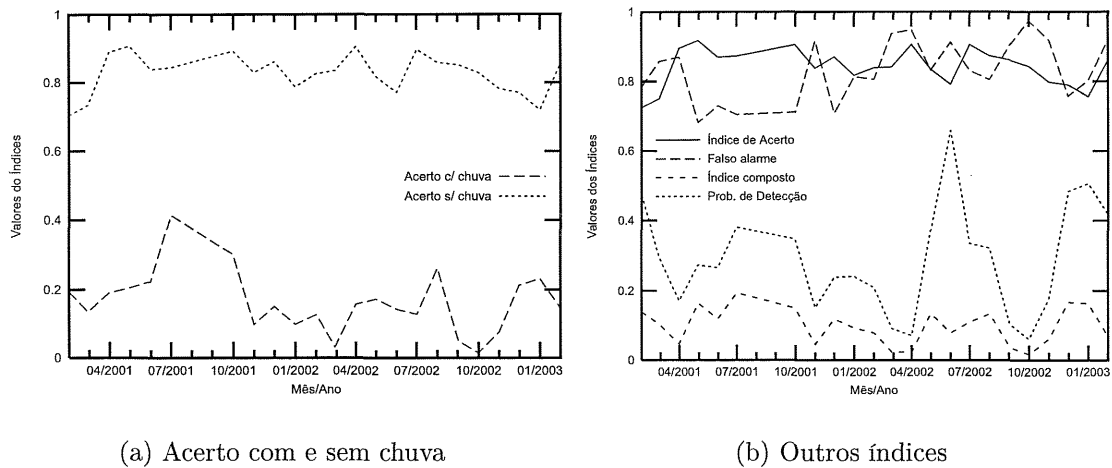 1
0.8
0.6
0.4
0.2
0
Valores do Índices
Acerto c/ chuva
Acerto s/ chuva
04/2001 07/2001 10/2001 01/2002 04/2002 07/2002 10/2002 01/2003
Mês/Ano
(a) Acerto com e sem chuva
1
0.8
0.6
0.4
0.2
0
Valores dos Índices
Índice de Acerto
Falso alarme
Índice composto
Prob. de Detecção
04/2001 07/2001 10/2001 01/2002 04/2002 07/2002 10/2002 01/2003
Mês/Ano
(b) Outros índices